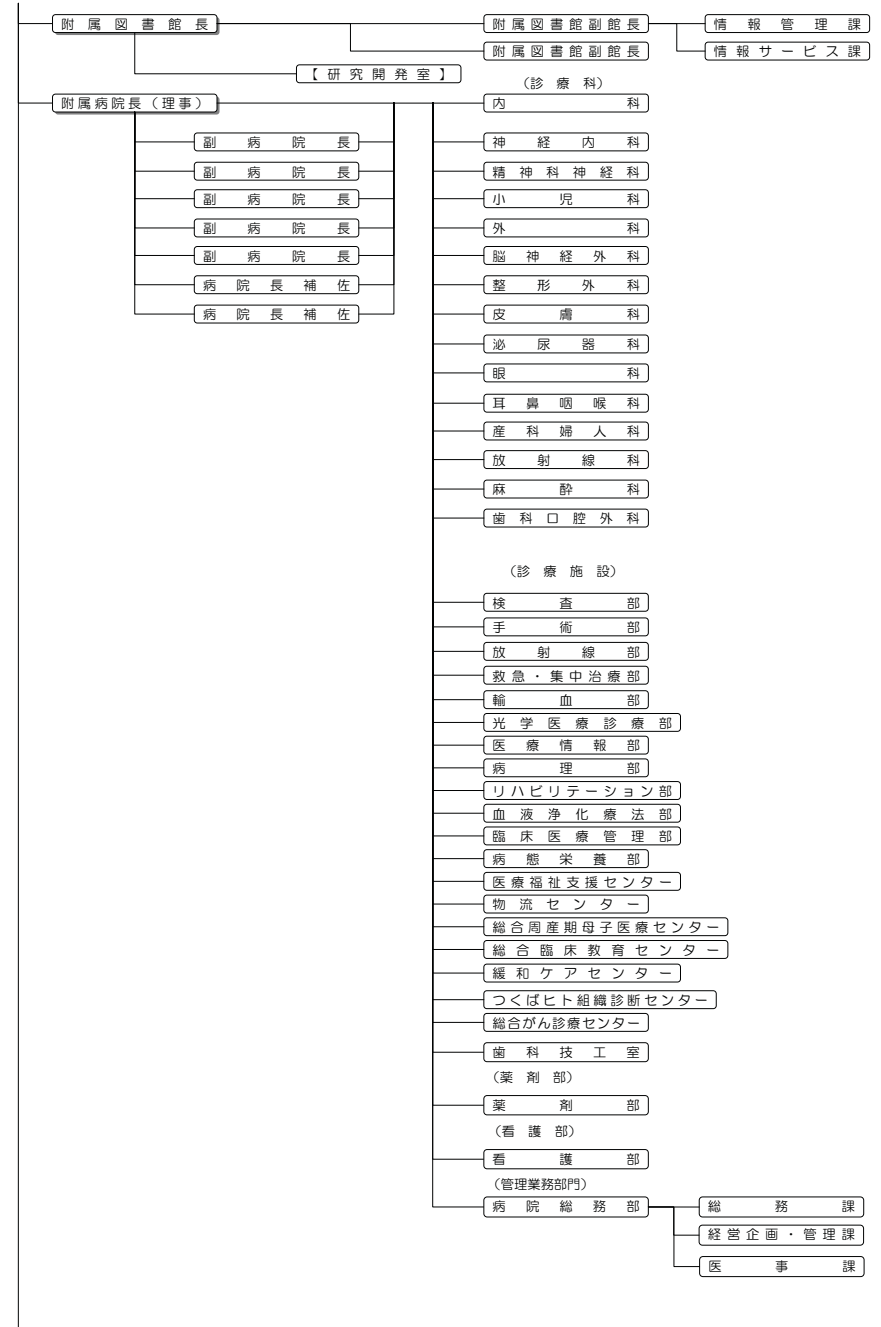 附属図書館長 附属図書館副館長 情報管理課
附属図書館副館長 情報サービス課
【研究開発室】
（診療科）
附属病院長（理事） 内科
副病院長 神経内科
副病院長 精神科神経科
副病院長 小児科
副病院長 外科
副病院長 脳神経外科
病院長補佐 整形外科
病院長補佐 皮膚科
泌尿器科
眼科
耳鼻咽喉科
産科婦人科
放射線科
麻酔科
歯科口腔外科
（診療施設）
検査部
手術部
放射線部
救急・集中治療部
輸血部
光学医療診療部
医療情報部
病理部
リハビリテーション部
血液浄化療法部
臨床医療管理部
病態栄養部
医療福祉支援センター
物流センター
総合周産期母子医療センター
総合臨床教育センター
緩和ケアセンター
つくばヒト組織診断センター
総合がん診療センター
歯科技工室
（薬剤部）
薬剤部
（看護部）
看護部
（管理業務部門）
病院総務部 総務課
経営企画・管理課
医事課